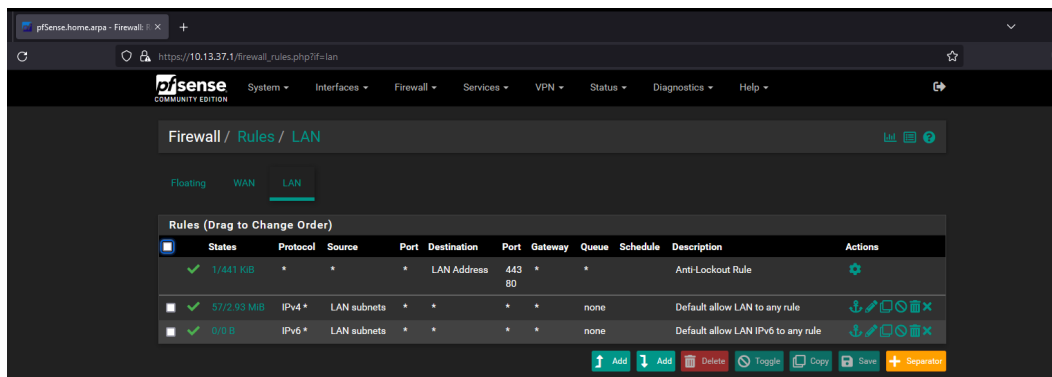 pfSense.home.arpa - Firewall: R
https://10.13.37.1/firewall_rules.php?if=lan
pfsense System Interfaces Firewall Services VPN Status Diagnostics Help
COMMUNITY EDITION
Firewall / Rules / LAN
Floating WAN LAN
Rules (Drag to Change Order)
States Protocol Source Port Destination Port Gateway Queue Schedule Description Actions
1/441 KiB * * * LAN Address 443 * * Anti-Lockout Rule
80
57/2.93 MiB IPv4 * LAN subnets * * * * none Default allow LAN to any rule
0/0 B IPv6 * LAN subnets * * * * none Default allow LAN IPv6 to any rule
Add Add Delete Toggle Copy Save Separator